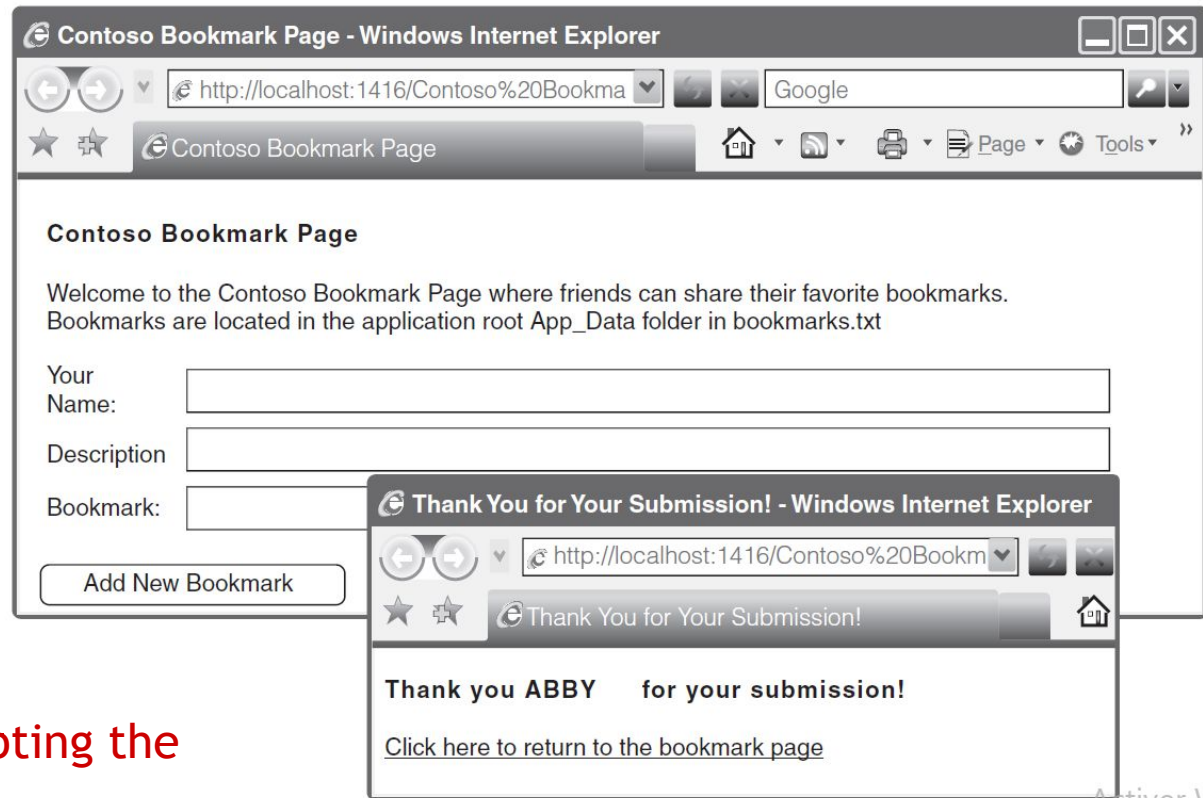 Contoso Bookmark Page - Windows Internet Explorer
http://localhost:1416/Contoso%20Bookma
Google
Contoso Bookmark Page
Page
Tools
Contoso Bookmark Page
Welcome to the Contoso Bookmark Page where friends can share their favorite bookmarks.
Bookmarks are located in the application root App_Data folder in bookmarks.txt
Your
Name:
Description
Bookmark:
Add New Bookmark
Thank You for Your Submission! - Windows Internet Explorer
http://localhost:1416/Contoso%20Bookm
Thank You for Your Submission!
Thank you ABBY for your submission!
Click here to return to the bookmark page
the